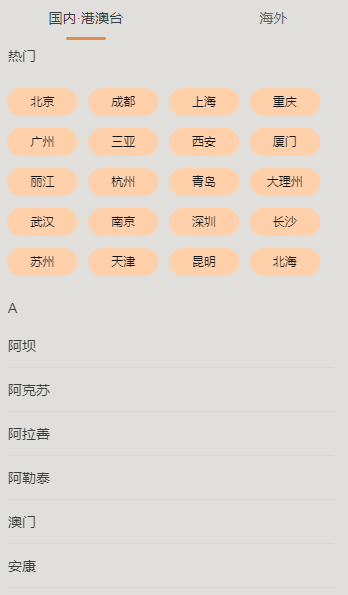 国内·港澳台 海外
热门
北京 成都 上海 重庆
广州 三亚 西安 厦门
丽江 杭州 青岛 大理州
武汉 南京 深圳 长沙
苏州 天津 昆明 北海
A
阿坝
阿克苏
阿拉善
阿勒泰
澳门
安康